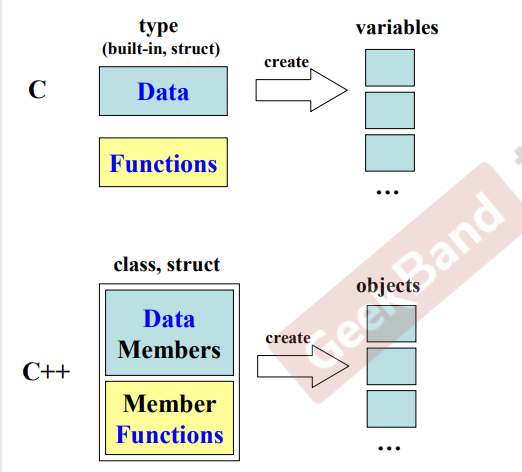 type
(built-in, struct)
variables
create
C
Data
Functions
...
class, struct
objects
Data
Members
create
C++
Member
Functions
...
GeekBand